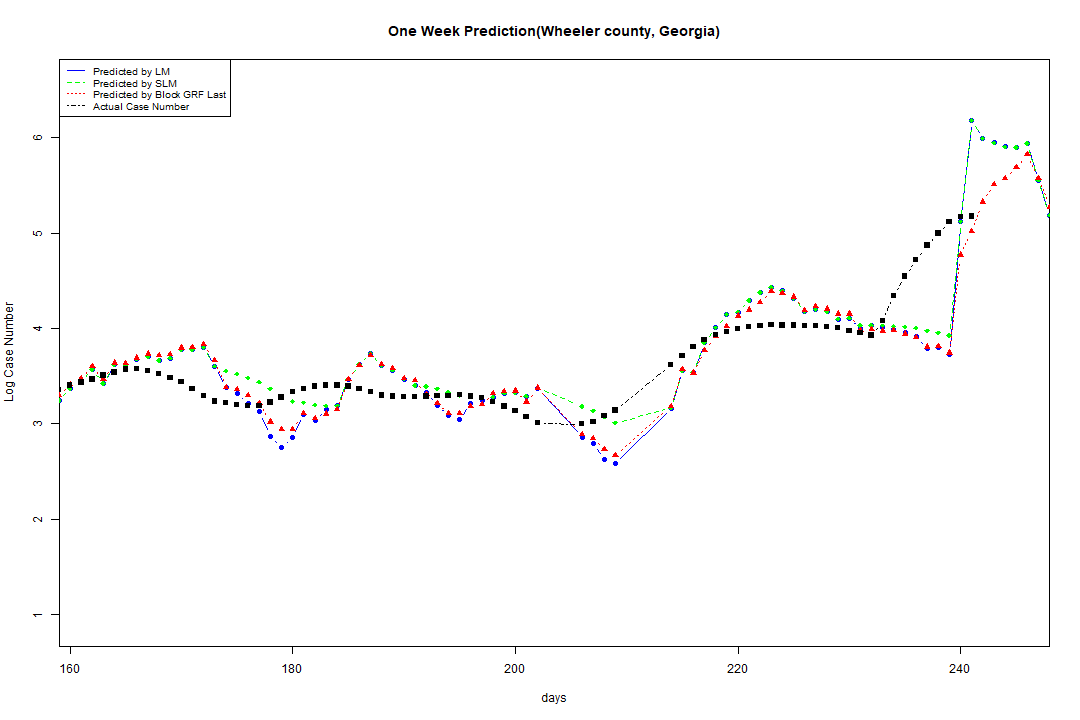 One Week Prediction(Wheeler county, Georgia)
Predicted by LM
Predicted by SLM
Predicted by Block GRF Last
Actual Case Number
6
5
4
3
2
1
Log Case Number
160 180 200 220 240
days